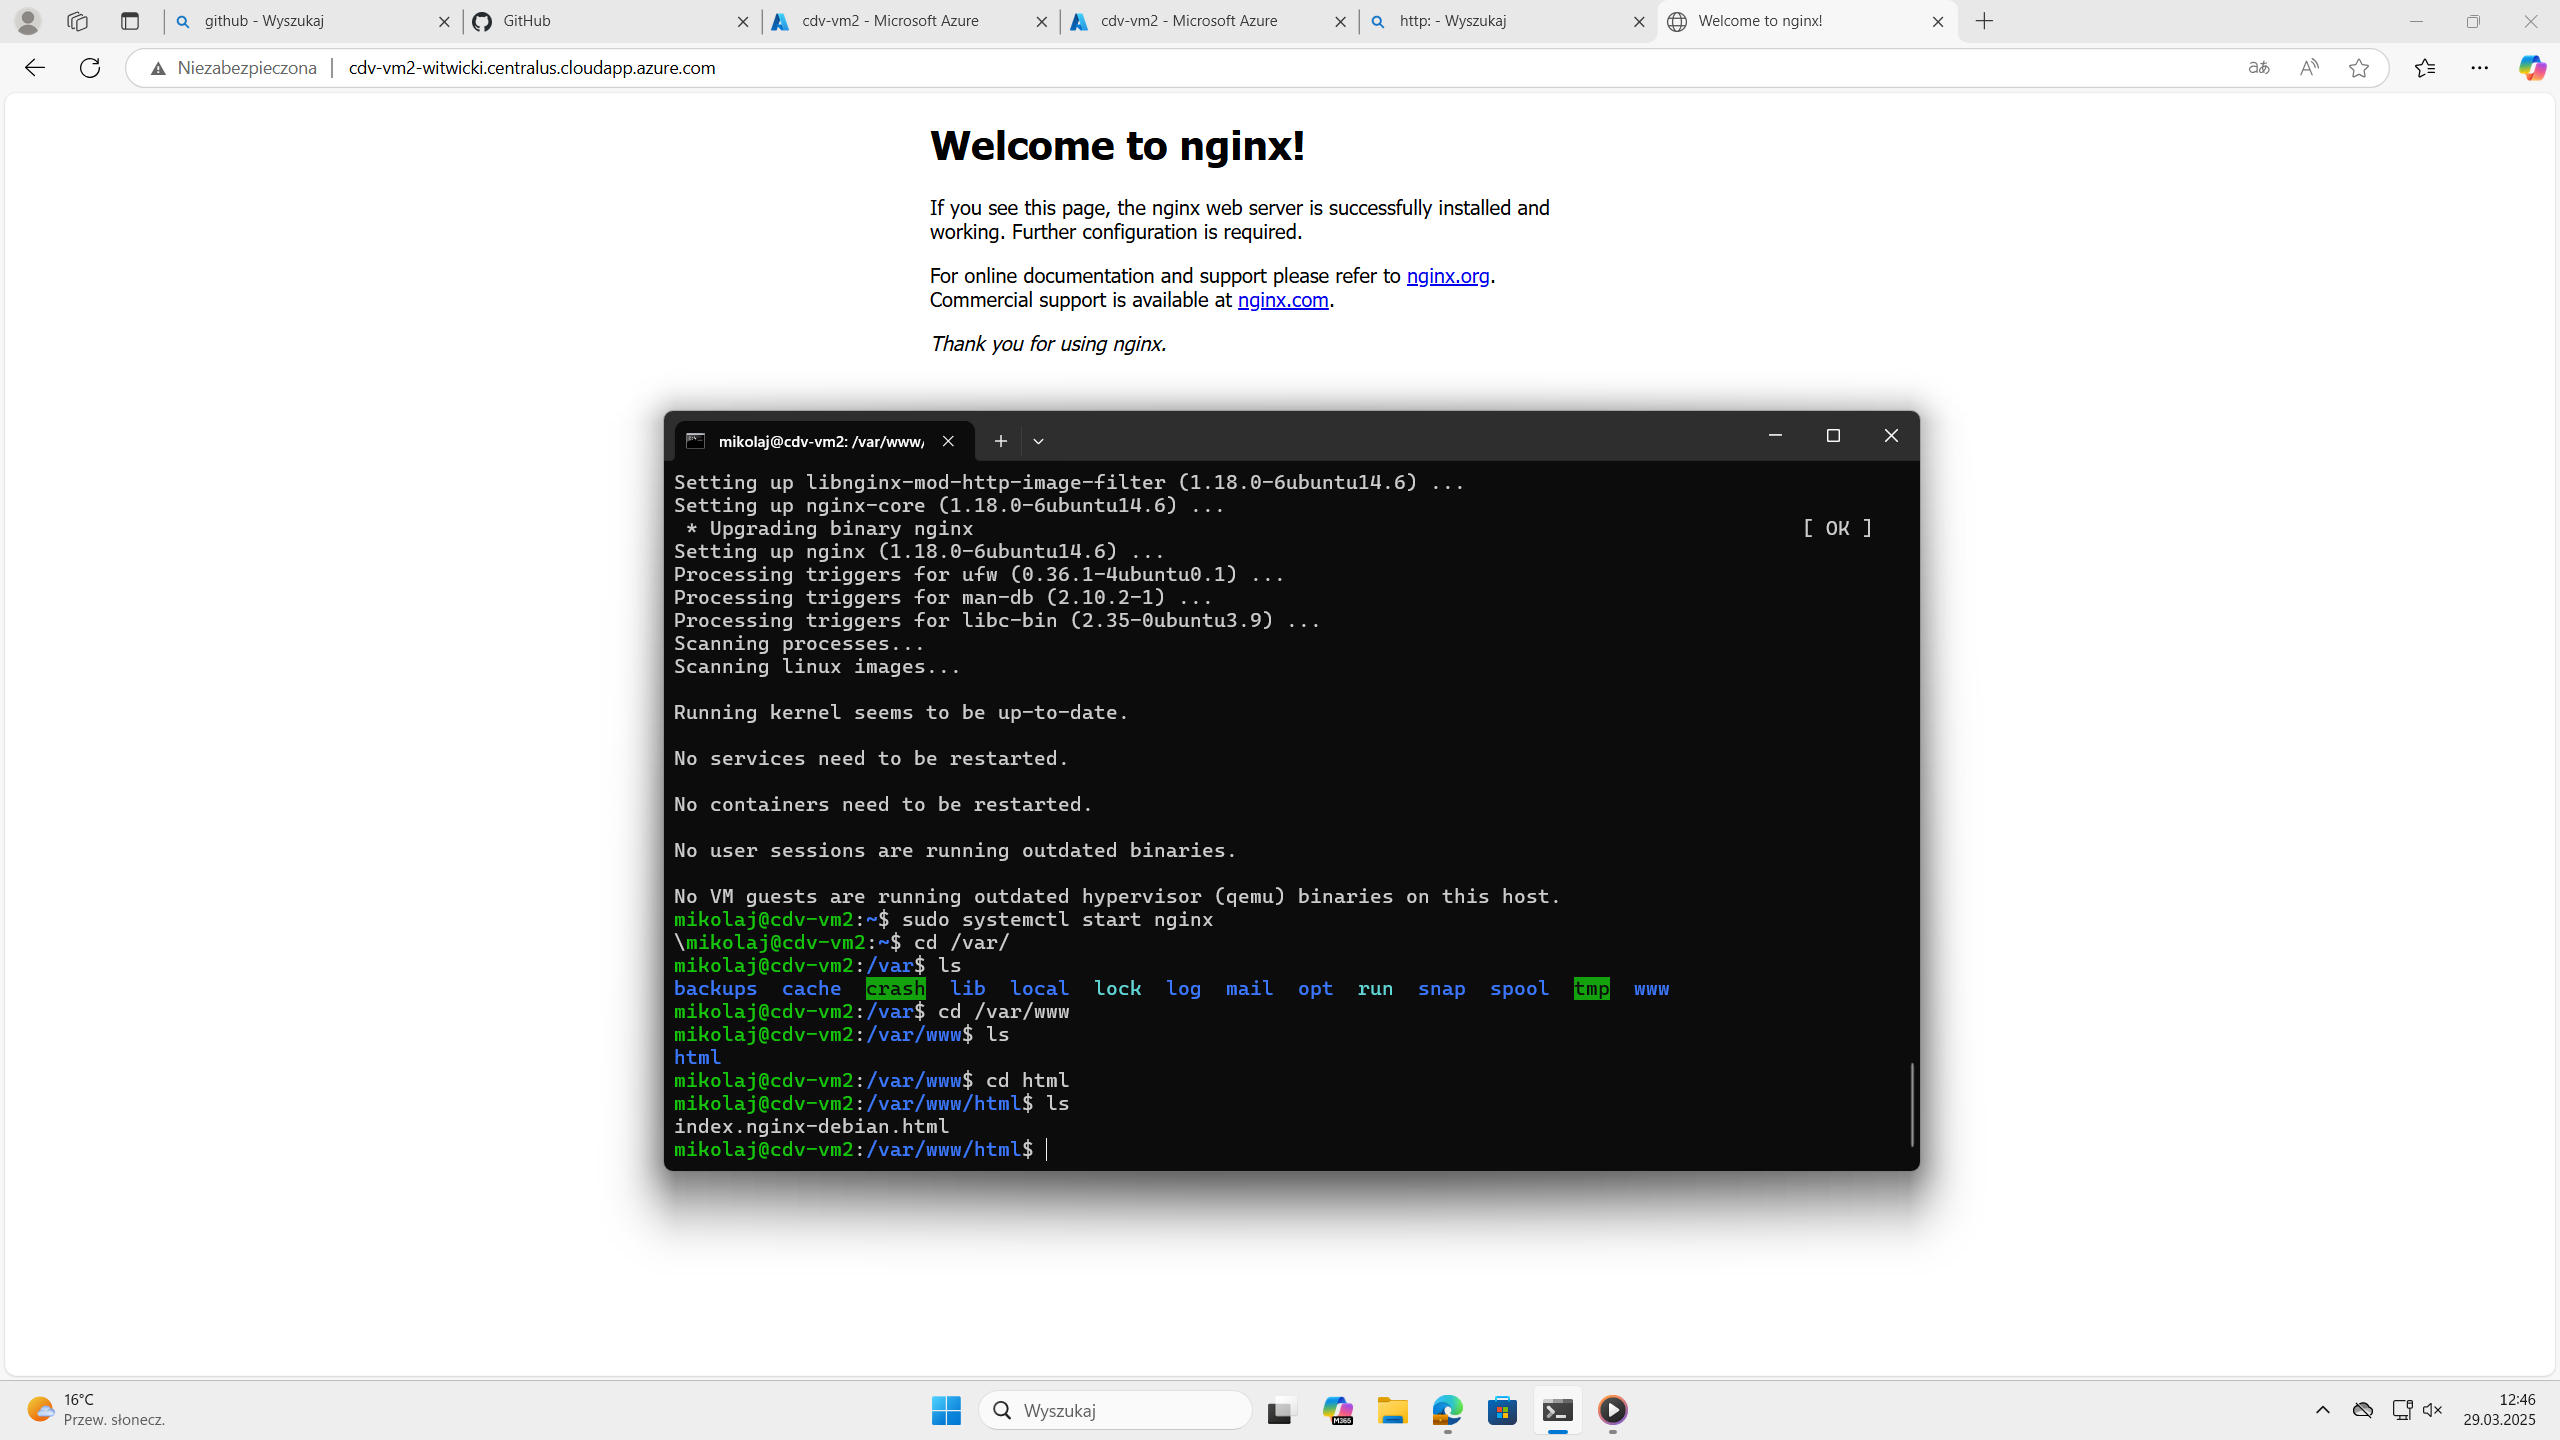 github - Wyszukaj
GitHub
cdv-vm2 - Microsoft Azure
cdv-vm2 - Microsoft Azure
http: - Wyszukaj
Welcome to nginx!
Niezabezpieczona
cdv-vm2-witwicki.centralus.cloudapp.azure.com
Welcome to nginx!
If you see this page, the nginx web server is successfully installed and
working. Further configuration is required.
For online documentation and support please refer to nginx.org.
Commercial support is available at nginx.com.
Thank you for using nginx.
mikolaj@cdv-vm2: /var/www/
Setting up libnginx-mod-http-image-filter (1.18.0-6ubuntu14.6) ...
Setting up nginx-core (1.18.0-6ubuntu14.6) ...
* Upgrading binary nginx [ OK ]
Setting up nginx (1.18.0-6ubuntu14.6) ...
Processing triggers for ufw (0.36.1-4ubuntu0.1) ...
Processing triggers for man-db (2.10.2-1) ...
Processing triggers for libc-bin (2.35-0ubuntu3.9) ...
Scanning processes...
Scanning linux images...
Running kernel seems to be up-to-date.
No services need to be restarted.
No containers need to be restarted.
No user sessions are running outdated binaries.
No VM guests are running outdated hypervisor (qemu) binaries on this host.
mikolaj@cdv-vm2:~$ sudo systemctl start nginx
\mikolaj@cdv-vm2:~$ cd /var/
mikolaj@cdv-vm2:/var$ ls
backups cache crash lib local lock log mail opt run snap spool tmp www
mikolaj@cdv-vm2:/var$ cd /var/www
mikolaj@cdv-vm2:/var/www$ ls
html
mikolaj@cdv-vm2:/var/www$ cd html
mikolaj@cdv-vm2:/var/www/html$ ls
index.nginx-debian.html
mikolaj@cdv-vm2:/var/www/html$
16°C
Przew. słonecz.
Wyszukaj
M365
12:46
29.03.2025